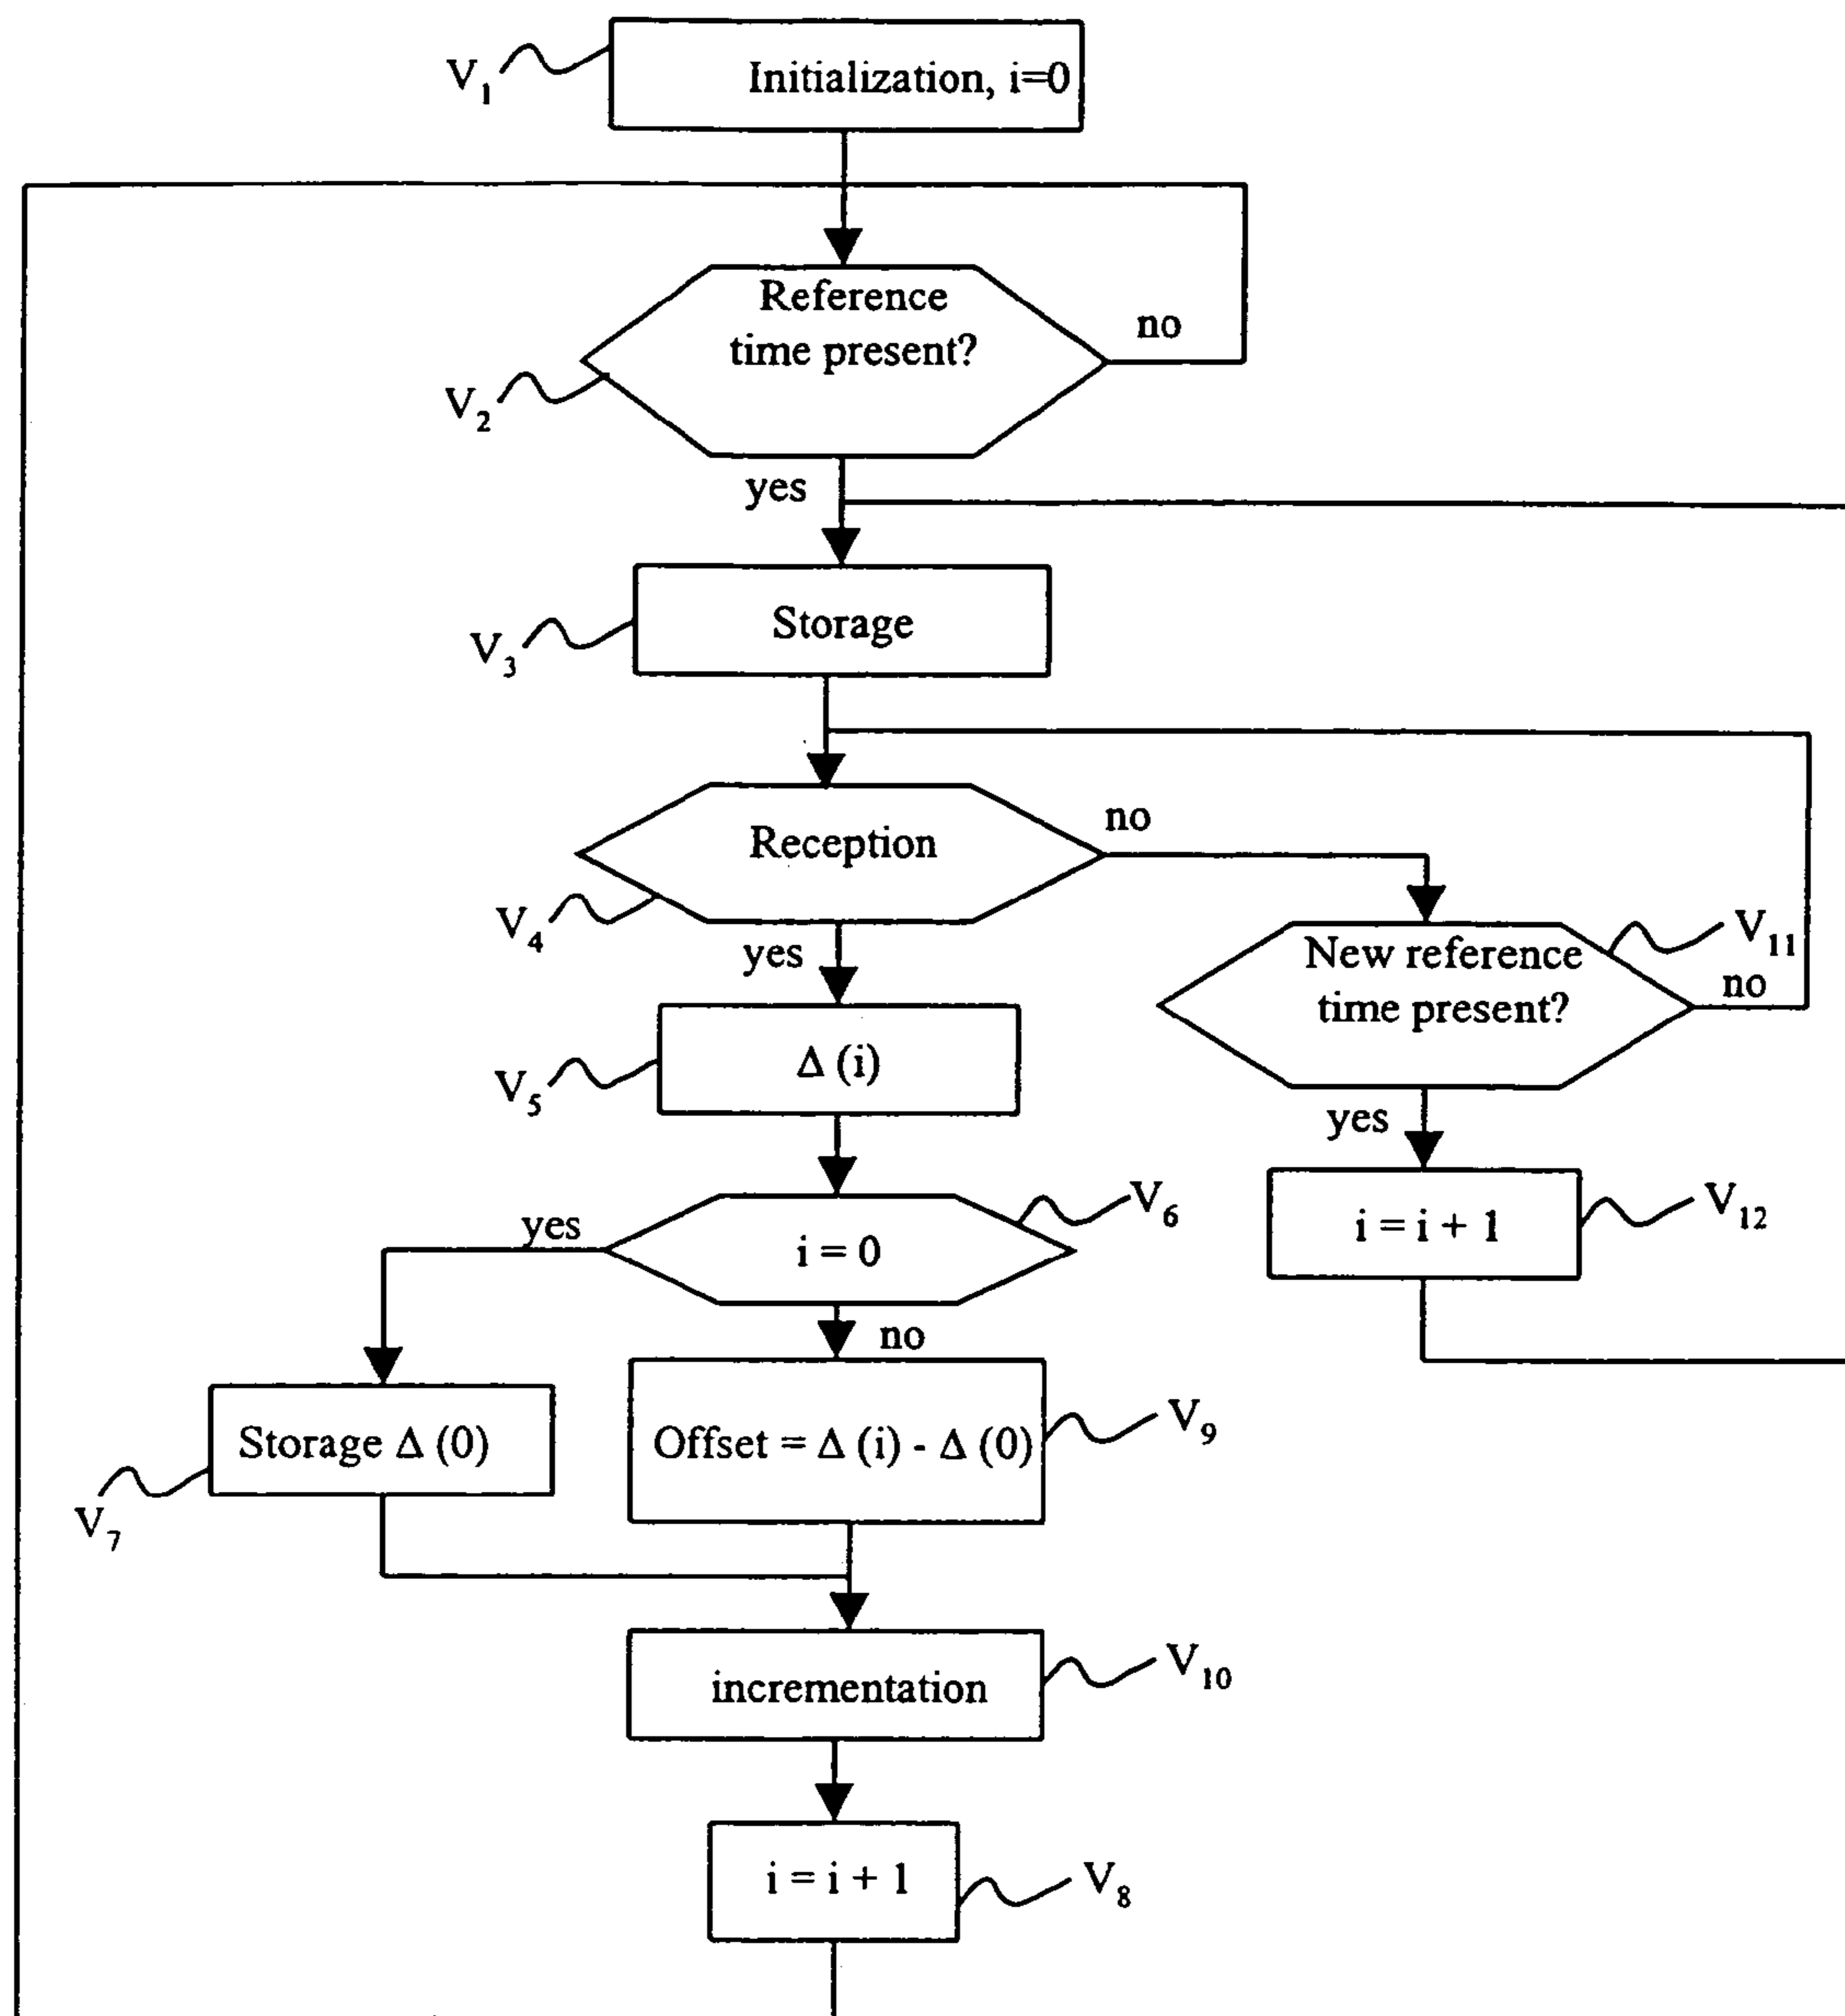 V1
Initialization, i=0
Reference
time present?
no
V2
yes
Storage
V3
Reception
no
V4
yes
New reference
time present?
V11
no
Δ (i)
V5
yes
i = i + 1
V12
yes
i = 0
V6
no
Storage Δ (0)
V7
Offset = Δ (i) - Δ (0)
V9
incrementation
V10
i = i + 1
V8